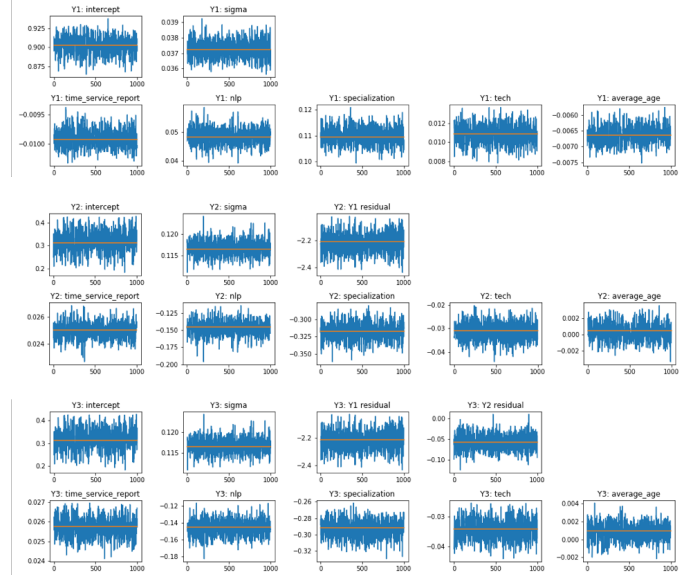 Y1: intercept Y1: sigma
0.925 0.900 0.875 0 500 1000
0.039 0.038 0.037 0.036 0 500 1000
Y1: time_service_report Y1: nlp Y1: specialization Y1: tech Y1: average_age
−0.0095 −0.0100 0 500 1000
0.05 0.04 0 500 1000
0.12 0.11 0.10 0 500 1000
0.012 0.010 0.008 0 500 1000
−0.0060 −0.0065 −0.0070 −0.0075 0 500 1000
Y2: intercept Y2: sigma Y2: Y1 residual
0.4 0.3 0.2 0 500 1000
0.120 0.115 0 500 1000
−2.2 −2.4 0 500 1000
Y2: time_service_report Y2: nlp Y2: specialization Y2: tech Y2: average_age
0.026 0.024 0 500 1000
−0.125 −0.150 −0.175 −0.200 0 500 1000
−0.300 −0.325 −0.350 0 500 1000
−0.02 −0.03 −0.04 0 500 1000
0.002 0.000 −0.002 0 500 1000
Y3: intercept Y3: sigma Y3: Y1 residual Y3: Y2 residual
0.4 0.3 0.2 0 500 1000
0.120 0.115 0 500 1000
−2.2 −2.4 0 500 1000
0.00 −0.05 −0.10 0 500 1000
Y3: time_service_report Y3: nlp Y3: specialization Y3: tech Y3: average_age
0.027 0.026 0.025 0.024 0 500 1000
−0.12 −0.14 −0.16 −0.18 0 500 1000
−0.26 −0.28 −0.30 −0.32 0 500 1000
−0.03 −0.04 0 500 1000
0.004 0.002 0.000 −0.002 0 500 1000